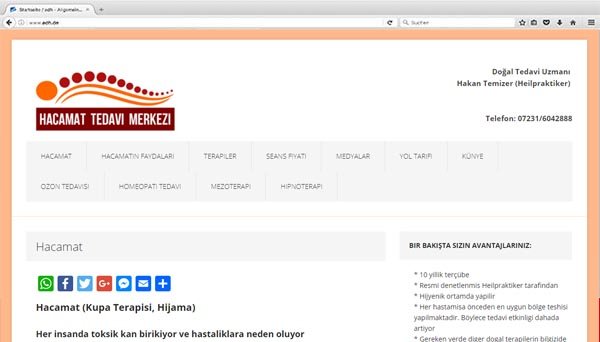 Startseite / adh - Allgemein...
www.adh.de
Suchen
HACAMAT TEDAVI MERKEZI
Doğal Tedavi Uzmanı
Hakan Temizer (Heilpraktiker)
Telefon: 07231/6042888
HACAMAT
HACAMATIN FAYDALARI
TERAPILER
SEANS FIYATI
MEDYALAR
YOL TARIFI
KÜNYE
OZON TEDAVISI
HOMEOPATI TEDAVI
MEZOTERAPI
HIPNOTERAPI
Hacamat
Hacamat (Kupa Terapisi, Hijama)
Her insanda toksik kan birikiyor ve hastaliklara neden oluyor
BIR BAKIŞTA SIZIN AVANTAJLARINIZ:
* 10 yillik terçübe
* Resmi denetlenmis Heilpraktiker tarafindan
* Hijyenik ortamda yapilir
* Her hastamisa önceden en uygun bölge teshisi
yapilmaktadir. Böylece tedavi etkinligi dahada
artiyor
* Gereken yerde diger dogal terapilerin bilgizide